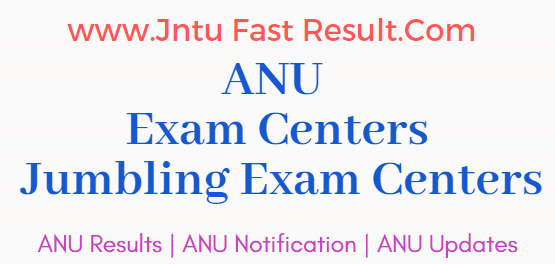 www.Jntu Fast Result.Com
ANU
Exam Centers
Jumbling Exam Centers
ANU Results | ANU Notification | ANU Updates